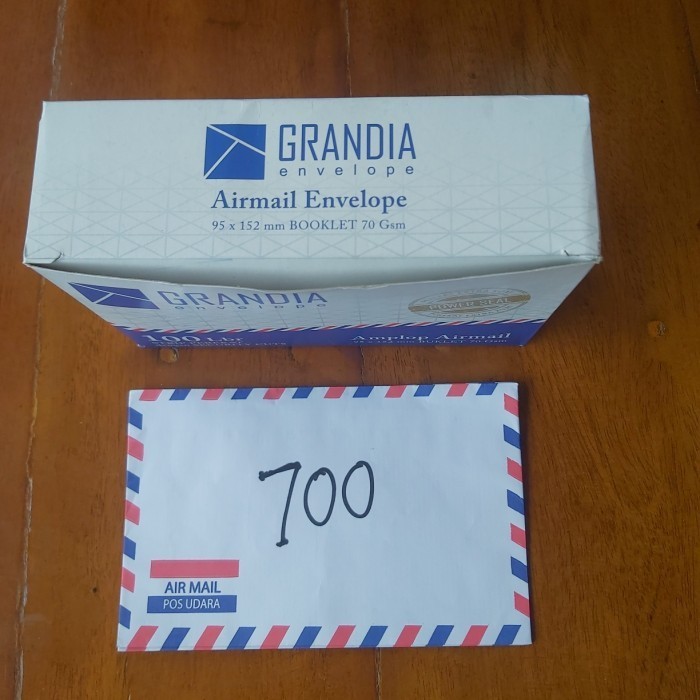 GRANDIA
envelope
Airmail Envelope
95 x 152 mm BOOKLET 70 Gsm
GRANDIA
envelope
POWER SEAL
100 Lbr
Amplop Airmail
700
AIR MAIL
POS UDARA